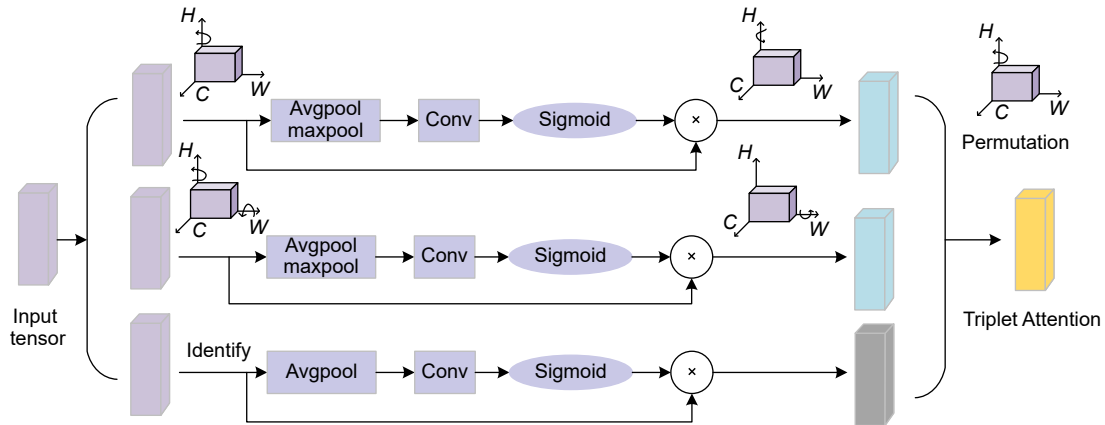 H
C
W
Avgpool
maxpool
Conv
Sigmoid
×
H
C
W
H
C
W
Permutation
H
C
W
Avgpool
maxpool
Conv
Sigmoid
×
H
C
W
Input
tensor
Triplet Attention
Identify
Avgpool
Conv
Sigmoid
×